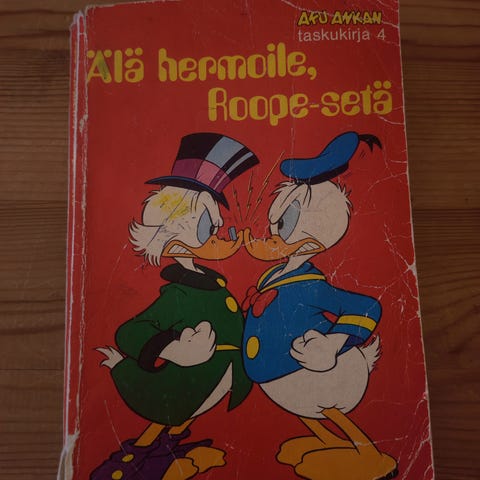 AKU ANKAN
taskukirja 4
Älä hermoile,
Roope-setä